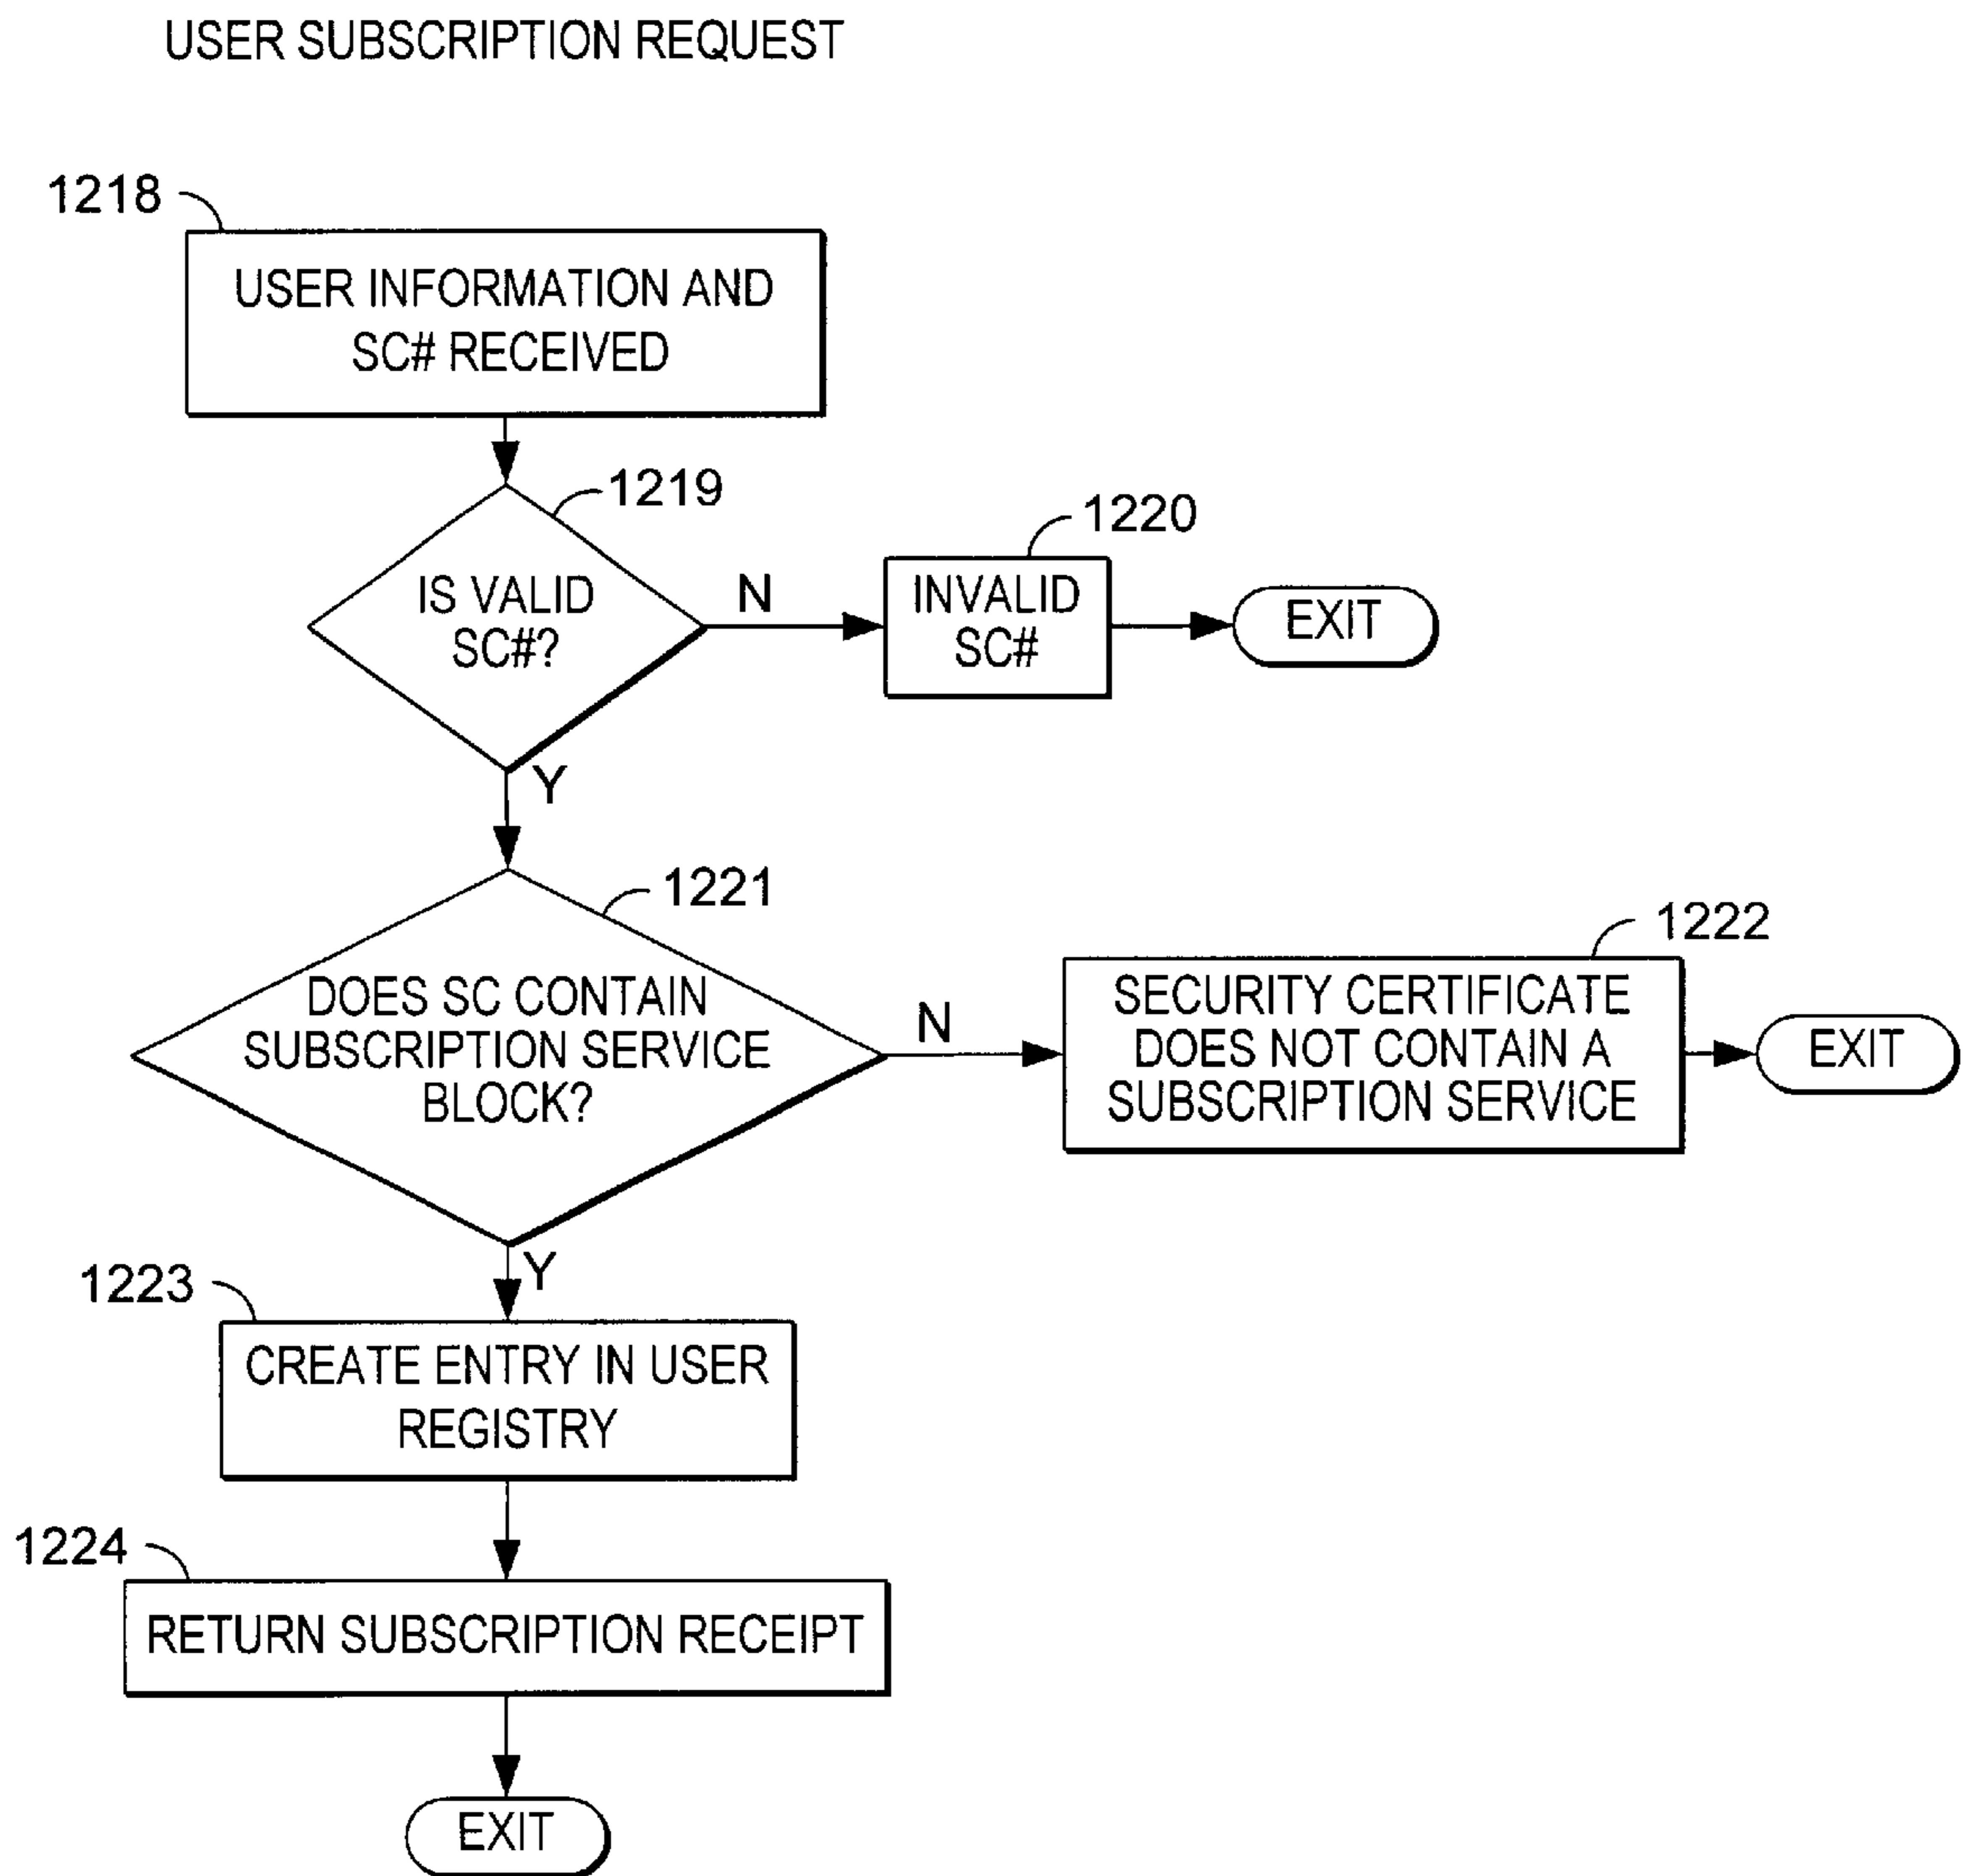 USER SUBSCRIPTION REQUEST
1218
USER INFORMATION AND
SC# RECEIVED
1219
IS VALID
SC#?
N
1220
INVALID
SC#
EXIT
Y
1221
DOES SC CONTAIN
SUBSCRIPTION SERVICE
BLOCK?
N
1222
SECURITY CERTIFICATE
DOES NOT CONTAIN A
SUBSCRIPTION SERVICE
EXIT
Y
1223
CREATE ENTRY IN USER
REGISTRY
1224
RETURN SUBSCRIPTION RECEIPT
EXIT